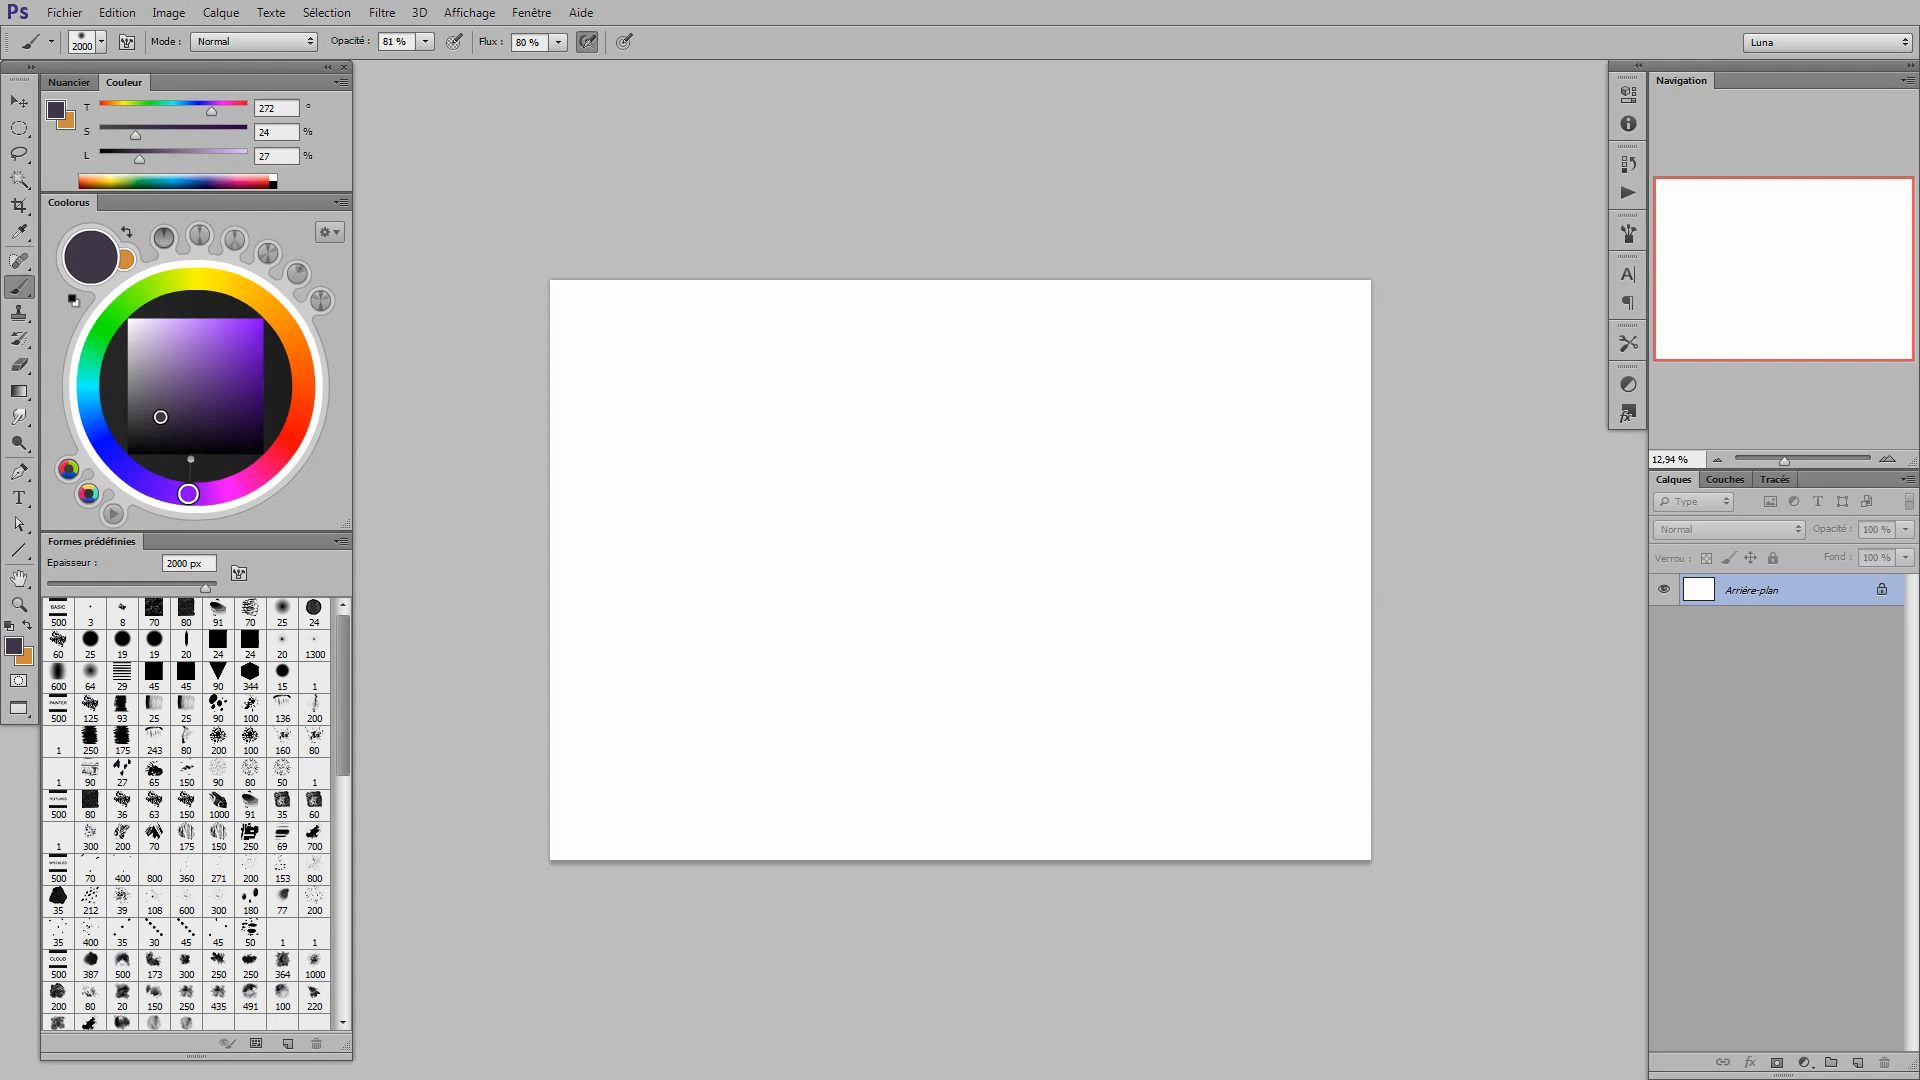 Ps Fichier Edition Image Calque Texte Sélection Filtre 3D Affichage Fenêtre Aide
2000 Mode : Normal Opacité : 81 % Flux : 80 % Luna
Nuancier Couleur
T 272 °
S 24 %
L 27 %
Coolorus
Formes prédéfinies
Epaisseur : 2000 px
BASIC
500 3 8 70 80 91 70 25 24
60 25 19 19 20 24 24 20 1300
600 64 29 45 45 90 344 15 1
PAINTER
500 125 93 25 25 90 100 136 200
1 250 175 243 80 200 100 160 80
1 90 27 65 150 90 80 50 1
TEXTURED
500 80 36 63 150 1000 91 35 60
1 300 200 70 175 150 250 69 700
500 70 400 800 360 271 200 153 800
35 212 39 108 600 300 180 77 200
35 400 35 30 45 45 50 1 1
CLOUD
500 387 500 173 300 250 250 364 1000
200 80 20 150 250 435 491 100 220
Navigation
12,94 %
Calques Couches Tracés
Type
Normal Opacité : 100 %
Verrou : Fond : 100 %
Arrière-plan